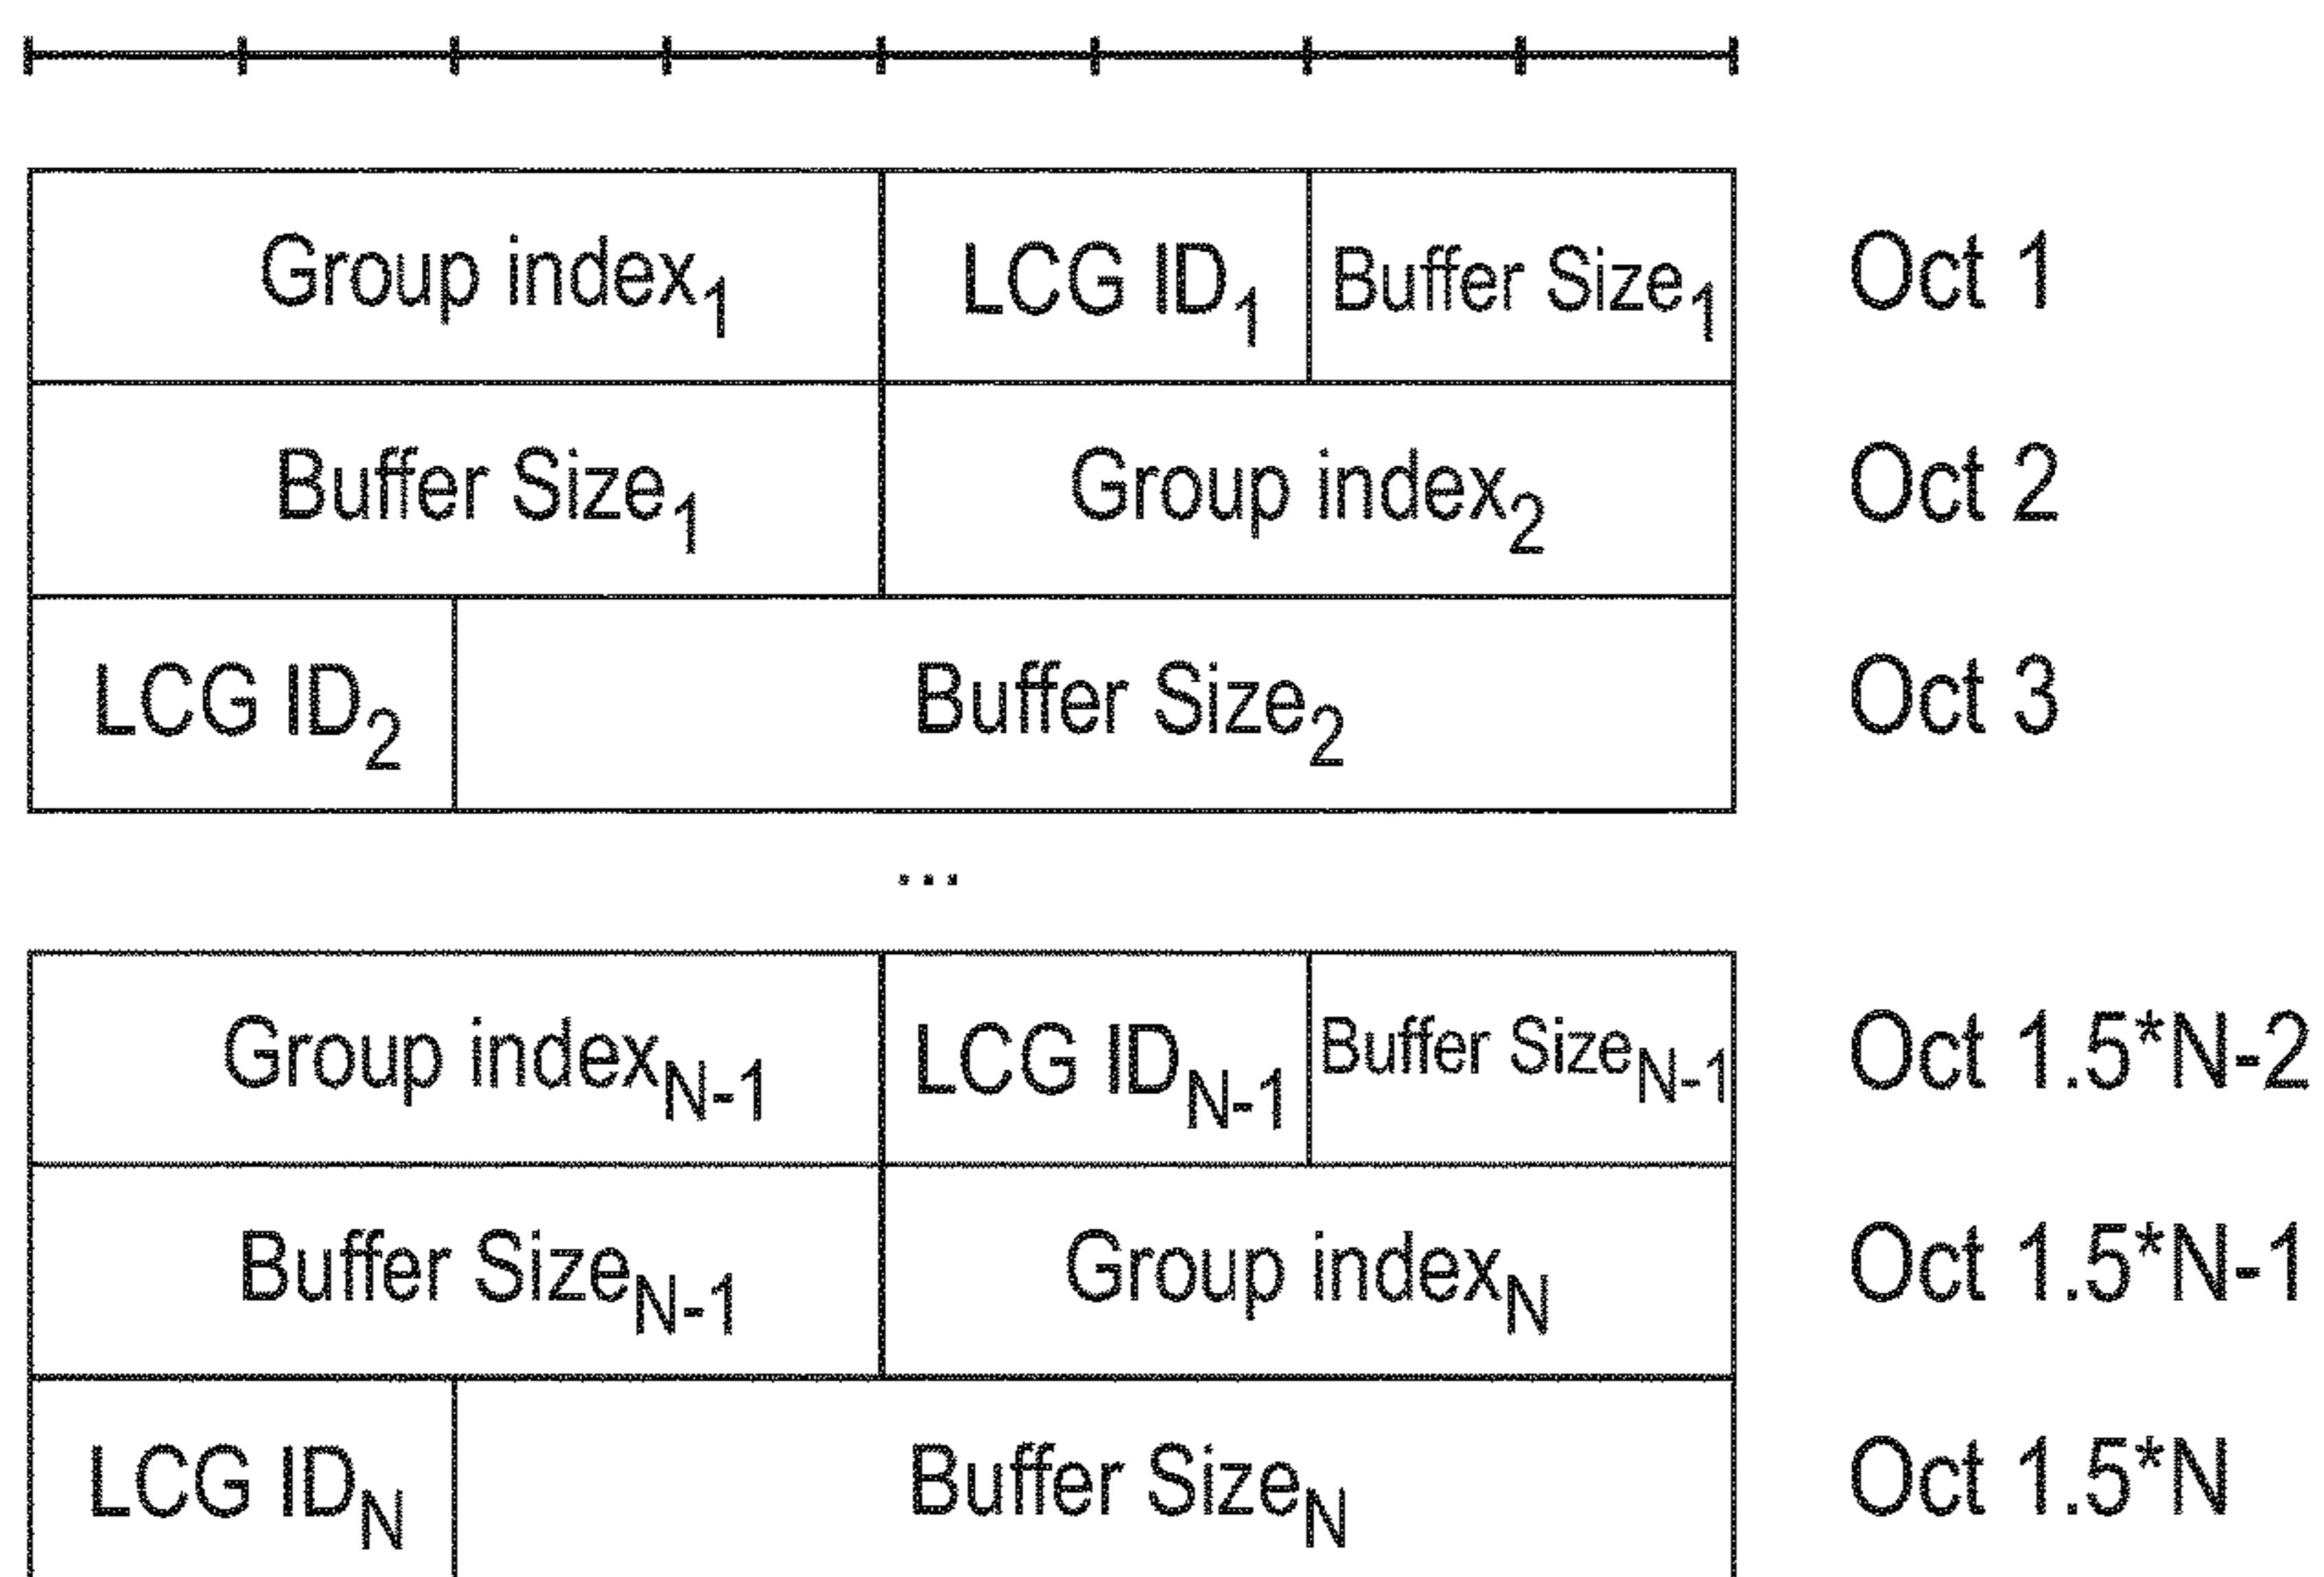 Group index1 LCG ID1 Buffer Size1 Oct 1
Buffer Size1 Group index2 Oct 2
LCG ID2 Buffer Size2 Oct 3
...
Group indexN-1 LCG IDN-1 Buffer SizeN-1 Oct 1.5*N-2
Buffer SizeN-1 Group indexN Oct 1.5*N-1
LCG IDN Buffer SizeN Oct 1.5*N